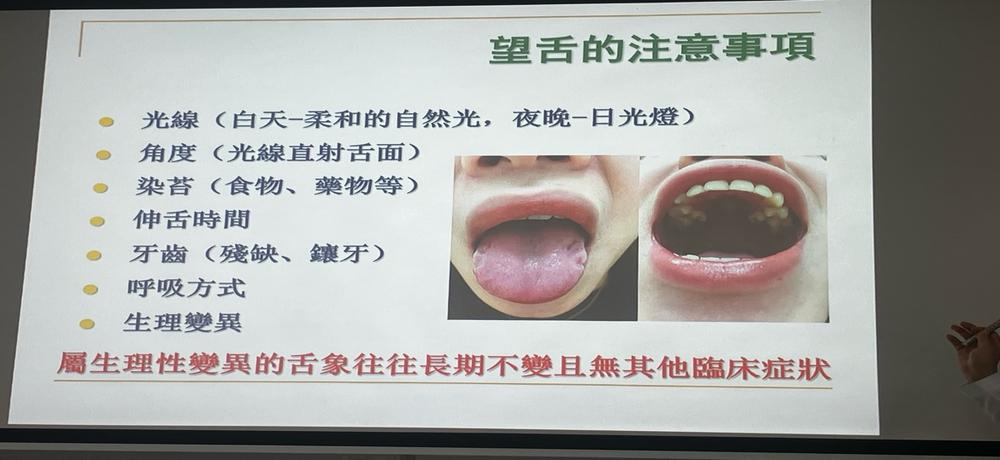 望舌的注意事項
光線（白天–柔和的自然光，夜晚–日光燈）
角度（光線直射舌面）
染苔（食物、藥物等）
伸舌時間
牙齒（殘缺、鑲牙）
呼吸方式
生理變異
屬生理性變異的舌象往往長期不變且無其他臨床症狀